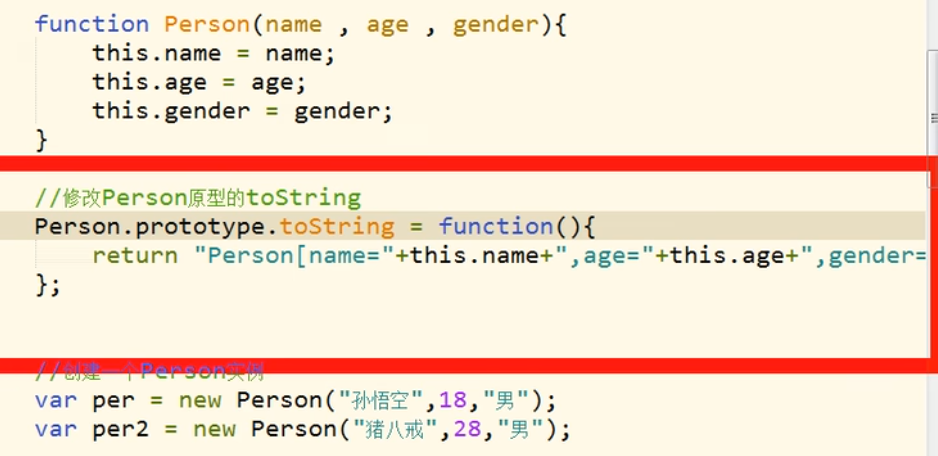 function Person(name , age , gender){
this.name = name;
this.age = age;
this.gender = gender;
}
//修改Person原型的toString
Person.prototype.toString = function(){
return "Person[name="+this.name+",age="+this.age+",gender=
};
//创建一个Person实例
var per = new Person("孙悟空",18,"男");
var per2 = new Person("猪八戒",28,"男");